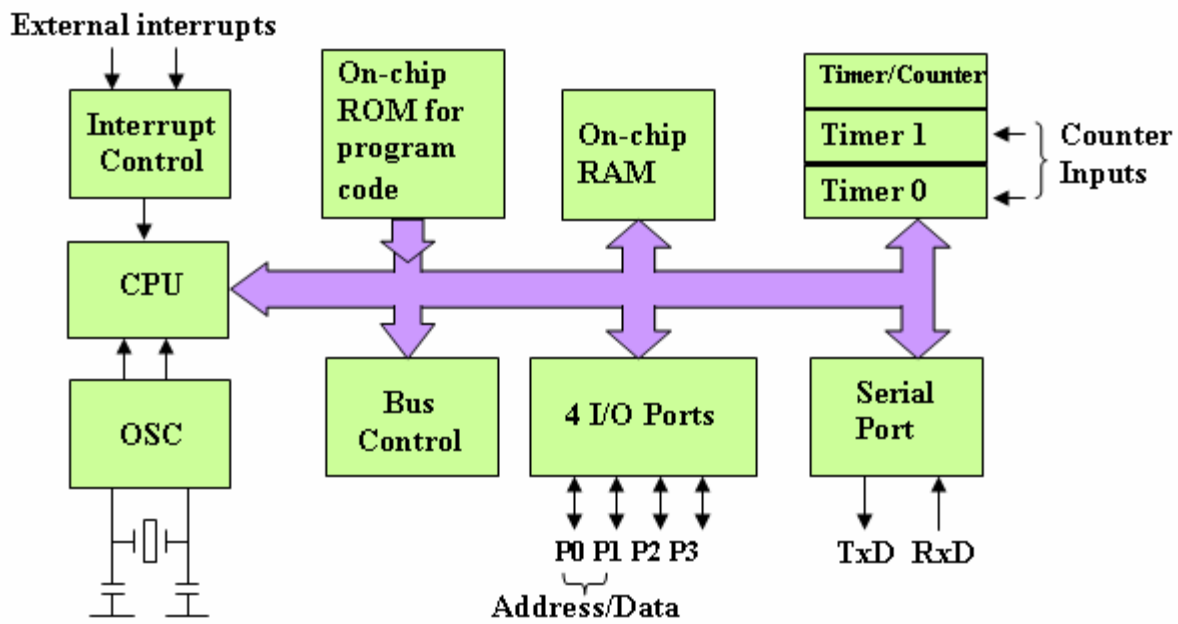 External interrupts
Interrupt
Control
On-chip
ROM for
program
code
On-chip
RAM
Timer/Counter
Timer 1
Timer 0
Counter
Inputs
CPU
OSC
Bus
Control
4 I/O Ports
Serial
Port
P0 P1 P2 P3
Address/Data
TxD RxD